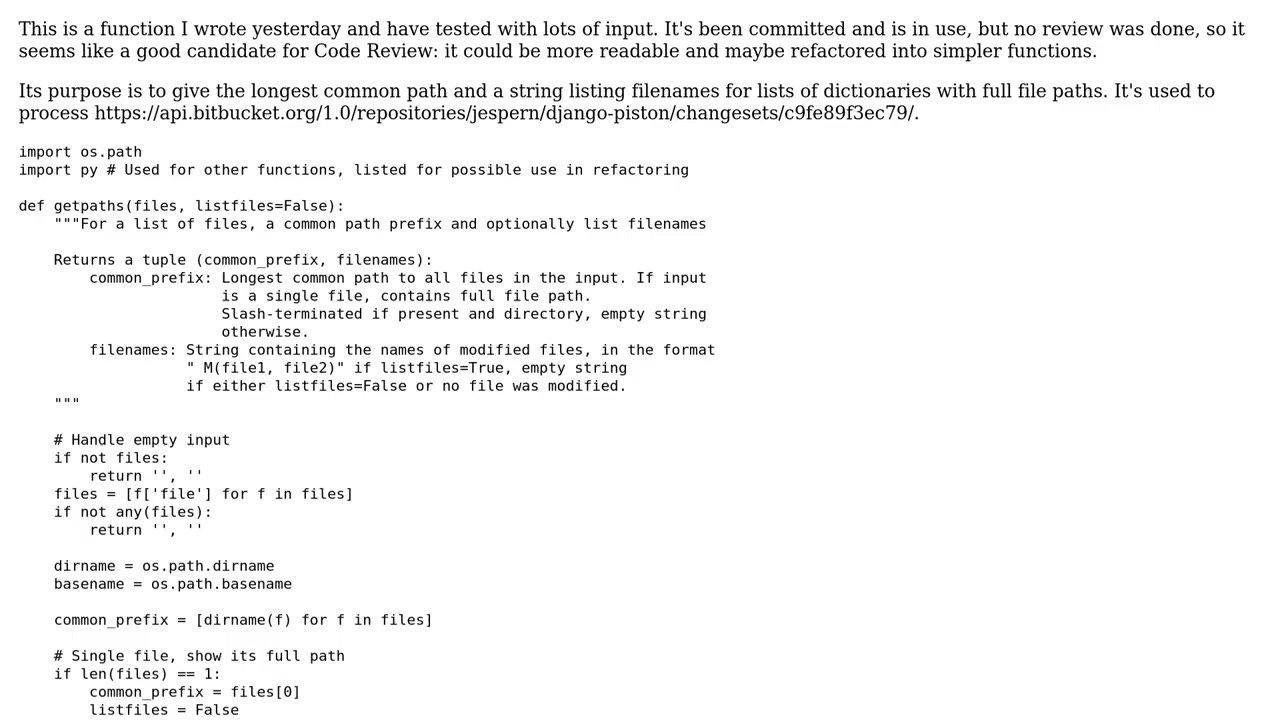 This is a function I wrote yesterday and have tested with lots of input. It's been committed and is in use, but no review was done, so it
seems like a good candidate for Code Review: it could be more readable and maybe refactored into simpler functions.
Its purpose is to give the longest common path and a string listing filenames for lists of dictionaries with full file paths. It's used to
process https://api.bitbucket.org/1.0/repositories/jespern/django-piston/changesets/c9fe89f3ec79/.
import os.path
import py # Used for other functions, listed for possible use in refactoring
def getpaths(files, listfiles=False):
    """For a list of files, a common path prefix and optionally list filenames
    Returns a tuple (common_prefix, filenames):
        common_prefix: Longest common path to all files in the input. If input
                       is a single file, contains full file path.
                       Slash-terminated if present and directory, empty string
                       otherwise.
        filenames: String containing the names of modified files, in the format
                   " M(file1, file2)" if listfiles=True, empty string
                   if either listfiles=False or no file was modified.
    """
    # Handle empty input
    if not files:
        return '', ''
    files = [f['file'] for f in files]
    if not any(files):
        return '', ''
    dirname = os.path.dirname
    basename = os.path.basename
    common_prefix = [dirname(f) for f in files]
    # Single file, show its full path
    if len(files) == 1:
        common_prefix = files[0]
        listfiles = False